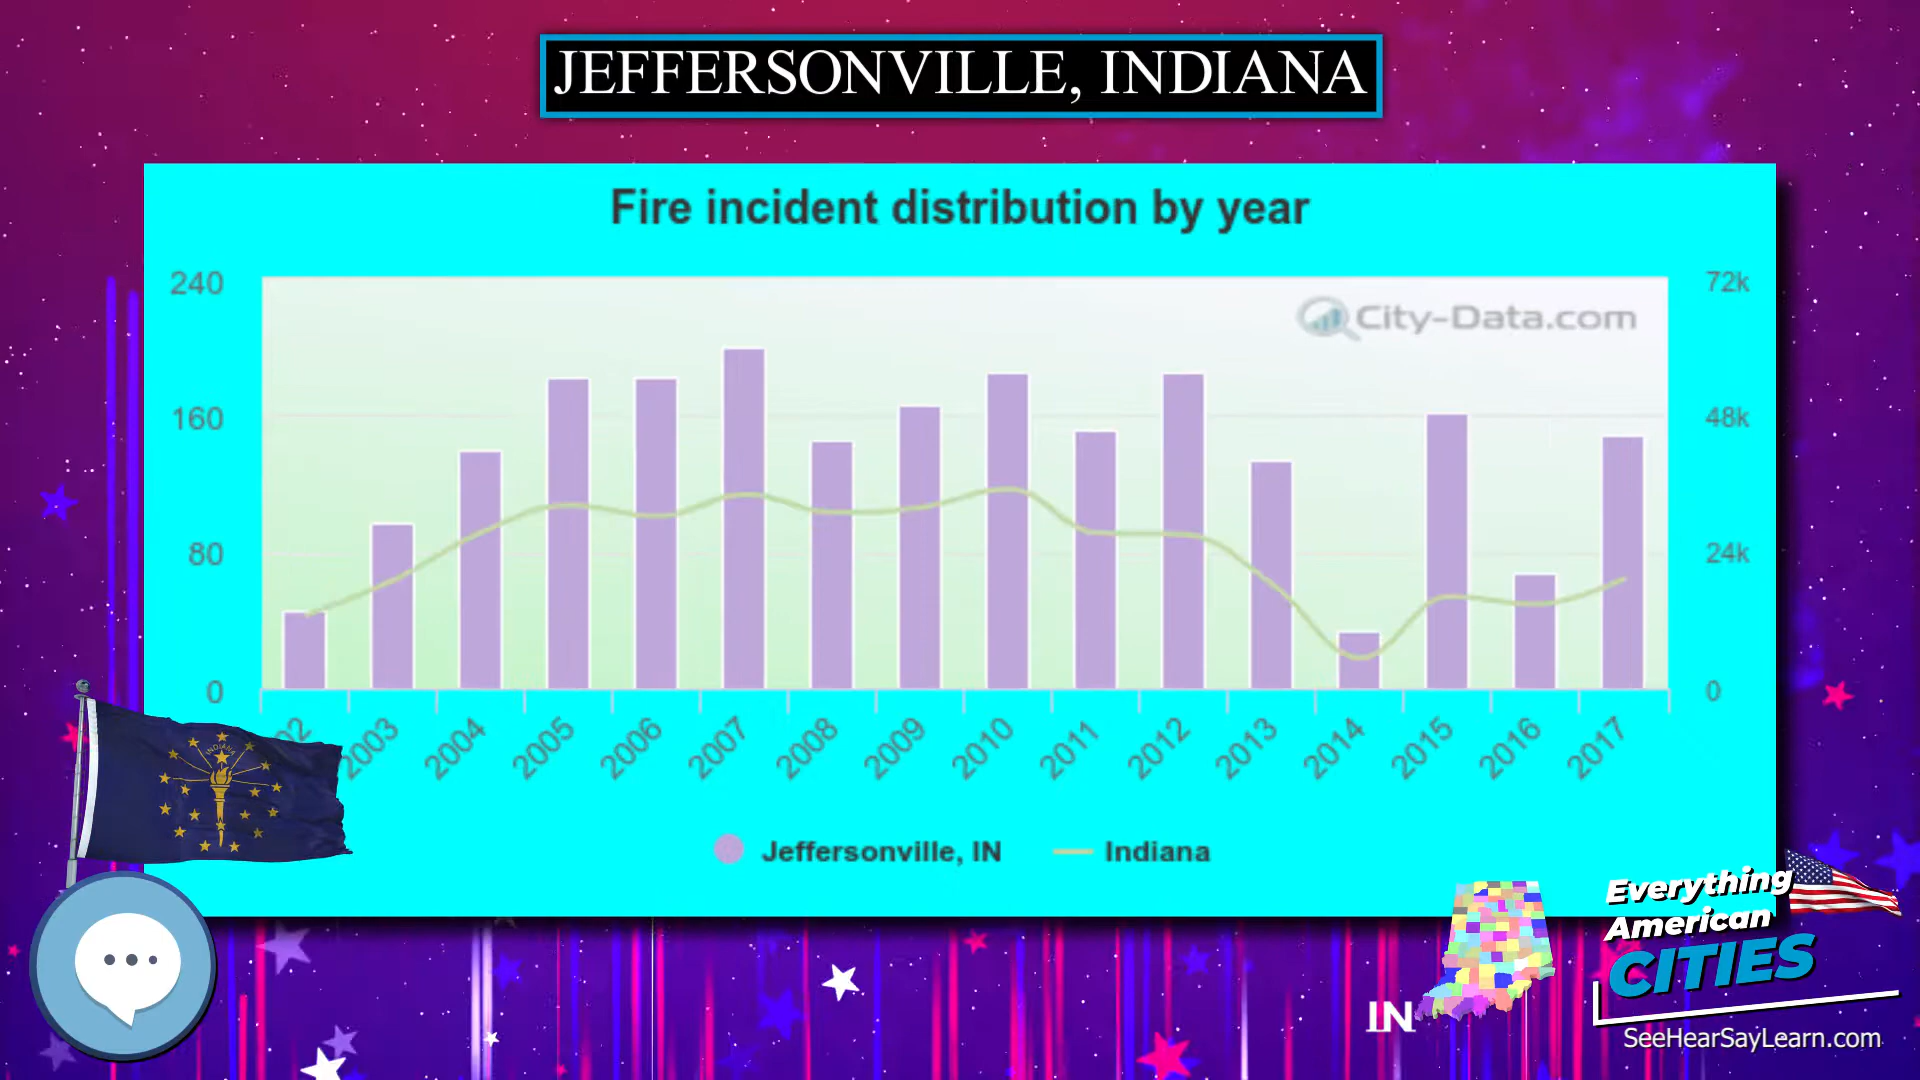 JEFFERSONVILLE, INDIANA
Fire incident distribution by year
240
72k
City-Data.com
160
48k
80
24k
0
0
02
2003
2004
2005
2006
2007
2008
2009
2010
2011
2012
2013
2014
2015
2016
2017
INDIANA
Jeffersonville, IN
Indiana
Everything
American
CITIES
IN
SeeHearSayLearn.com